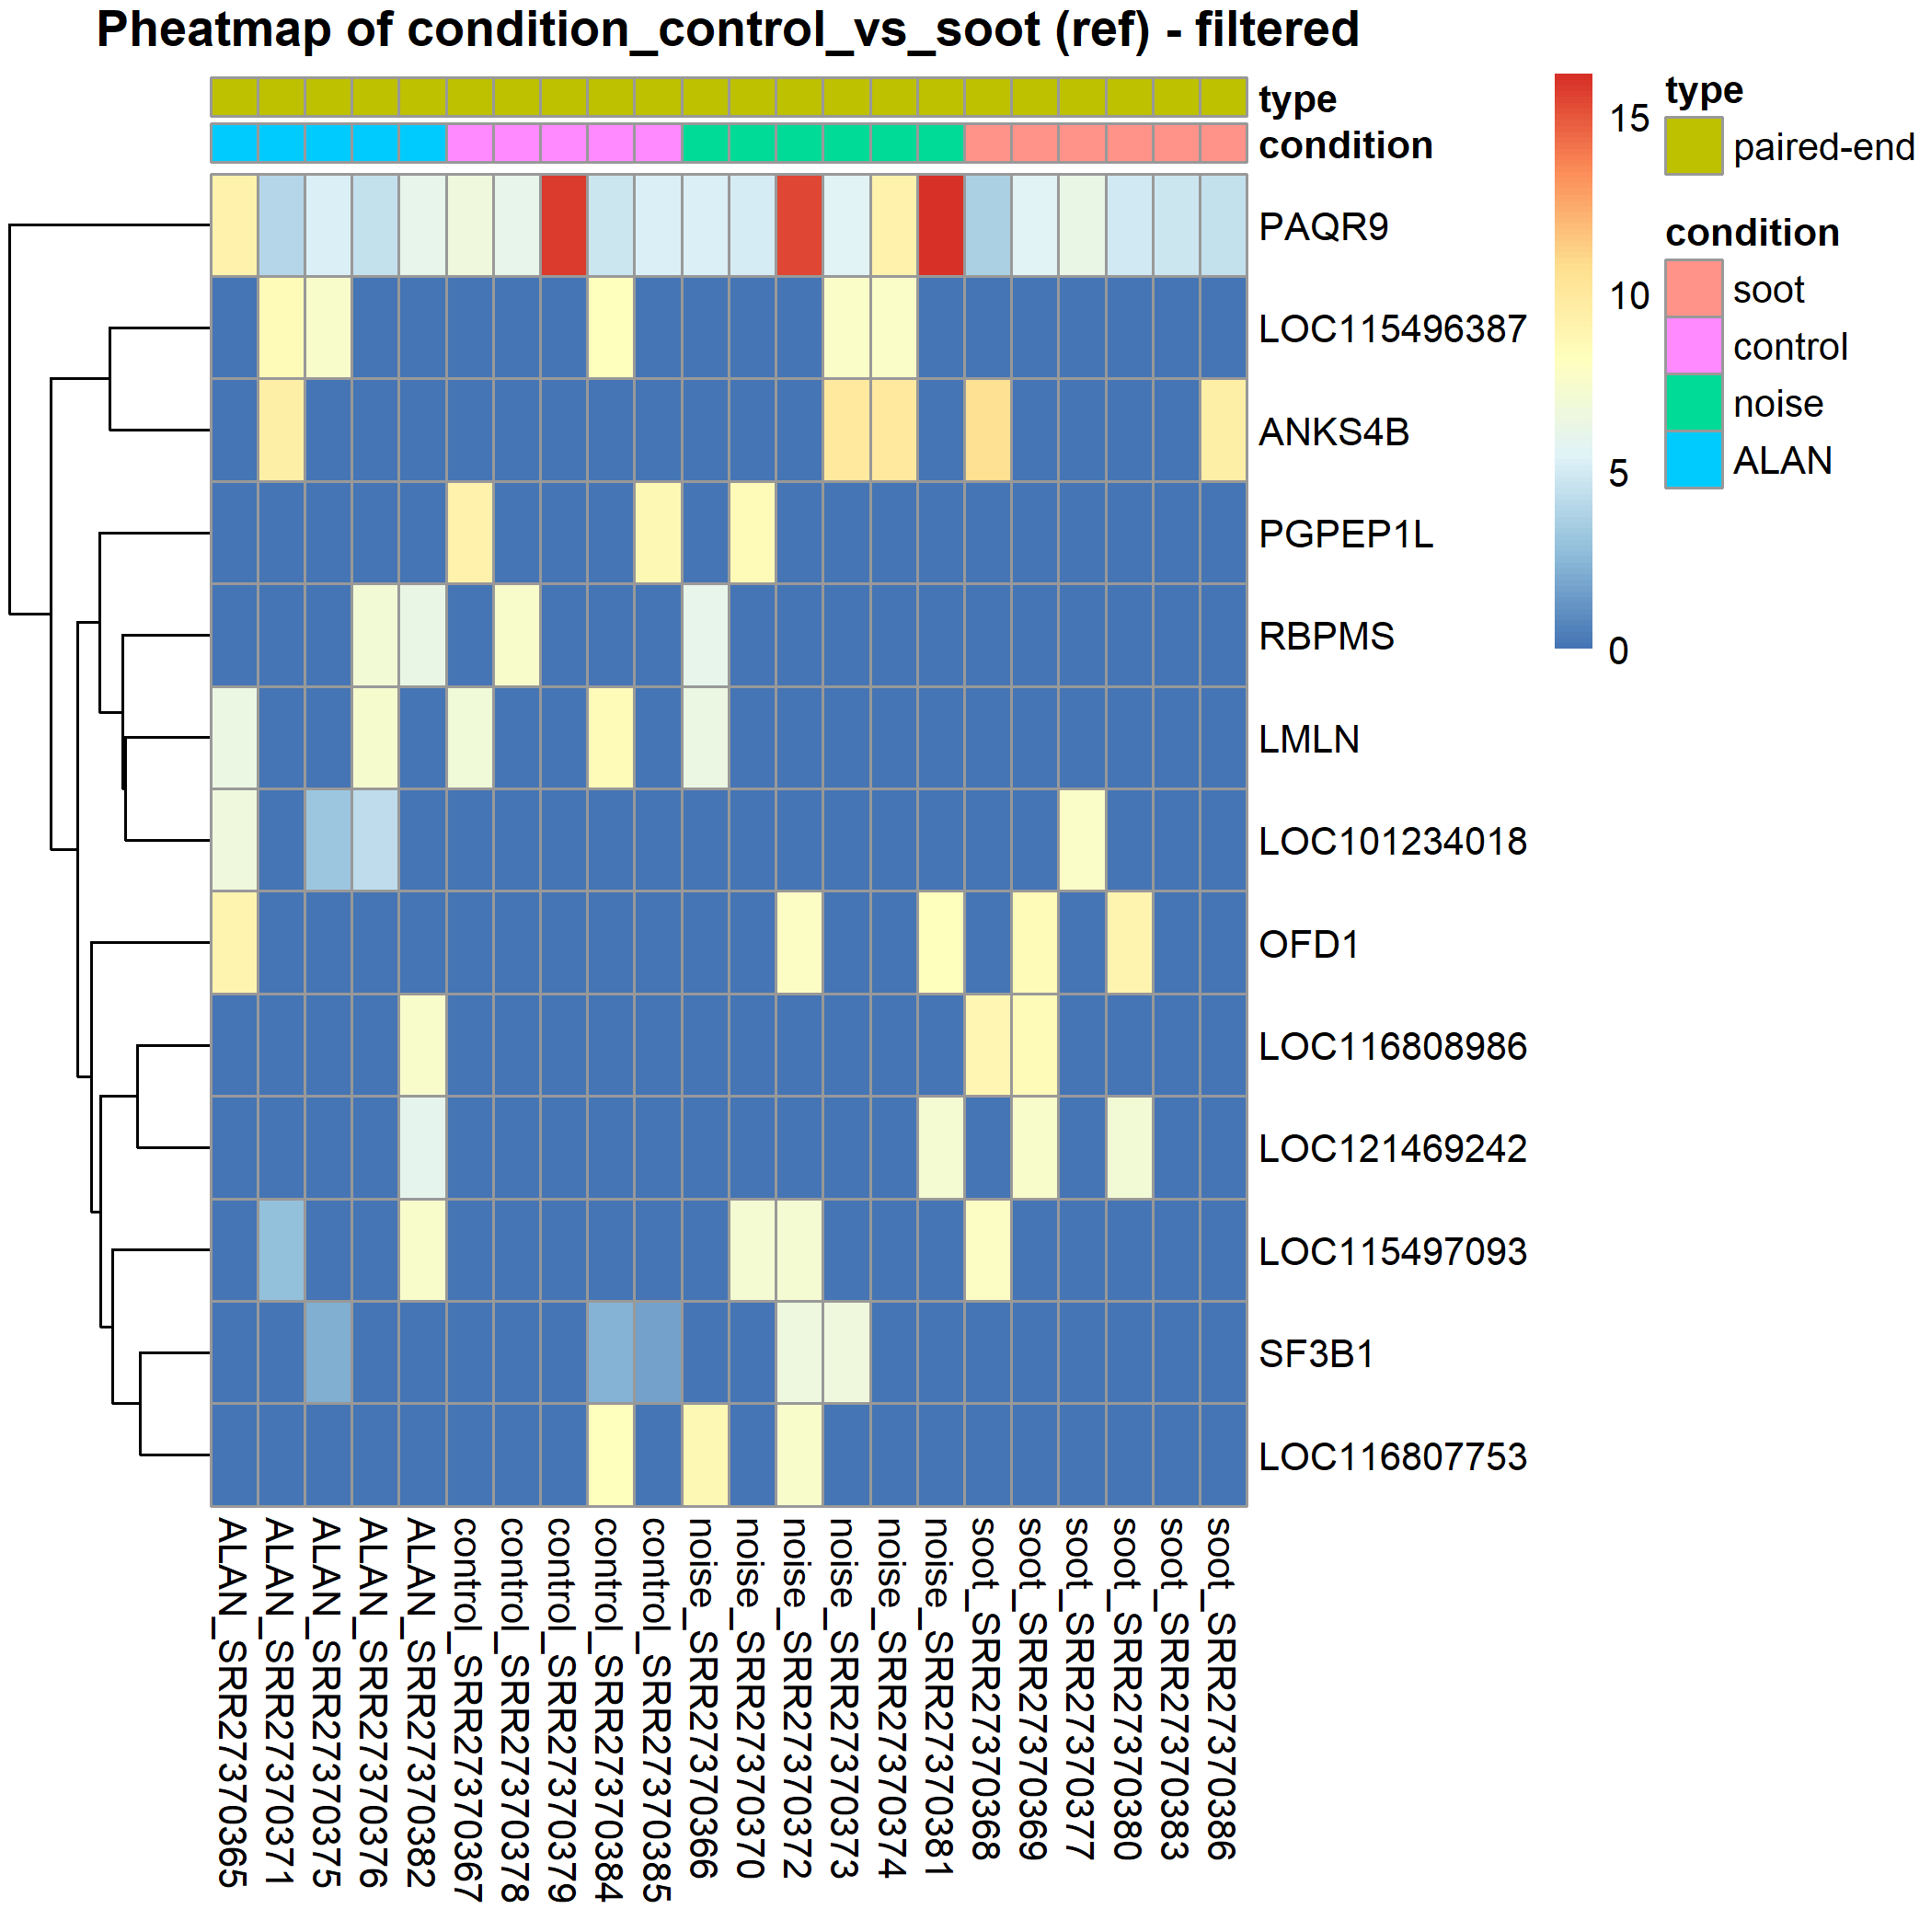 Pheatmap of condition_control_vs_soot (ref) - filtered
type
condition
PAQR9
LOC115496387
ANKS4B
PGPEP1L
RBPMS
LMLN
LOC101234018
OFD1
LOC116808986
LOC121469242
LOC115497093
SF3B1
LOC116807753
ALAN_SRR27370365
ALAN_SRR27370371
ALAN_SRR27370375
ALAN_SRR27370376
ALAN_SRR27370382
control_SRR27370367
control_SRR27370378
control_SRR27370379
control_SRR27370384
control_SRR27370385
noise_SRR27370366
noise_SRR27370370
noise_SRR27370372
noise_SRR27370373
noise_SRR27370374
noise_SRR27370381
soot_SRR27370368
soot_SRR27370369
soot_SRR27370377
soot_SRR27370380
soot_SRR27370383
soot_SRR27370386
15
10
5
0
type
paired-end
condition
soot
control
noise
ALAN